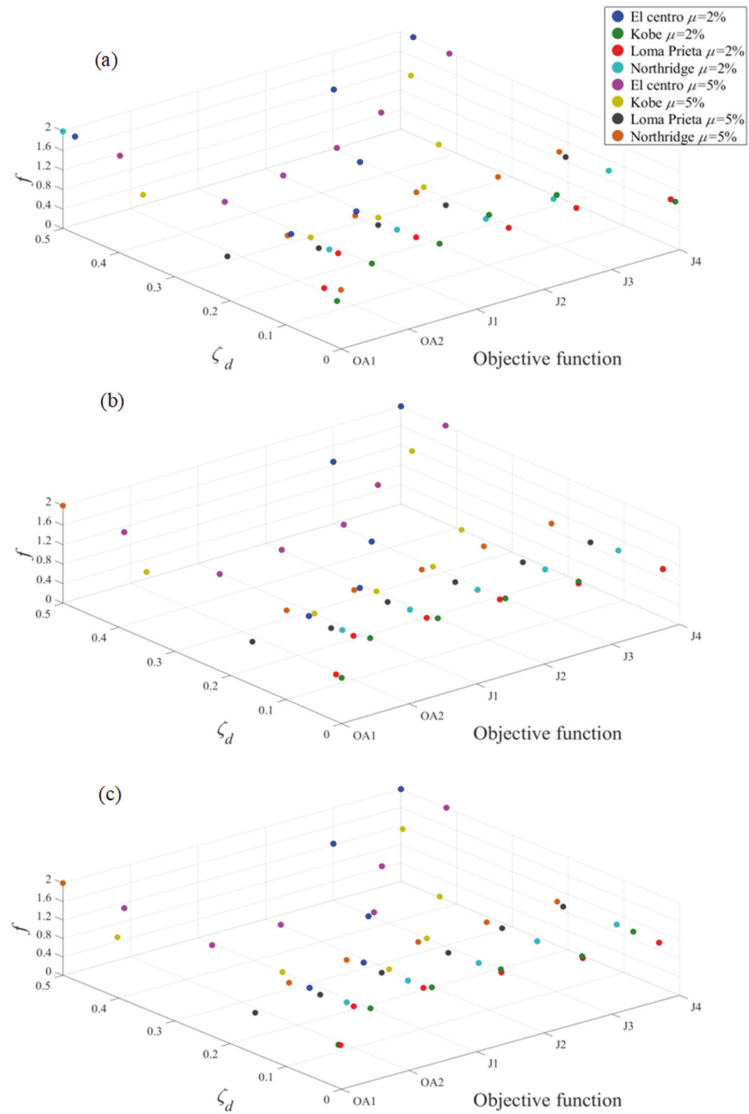 El centro μ=2%
Kobe μ=2%
Loma Prieta μ=2%
Northridge μ=2%
El centro μ=5%
Kobe μ=5%
Loma Prieta μ=5%
Northridge μ=5%
(a)
2
1.6
1.2
0.8
0.4
0
f
0.5
0.4
0.3
0.2
0.1
0
ζd
OA1
OA2
J1
J2
J3
J4
Objective function
(b)
2
1.6
1.2
0.8
0.4
0
f
0.5
0.4
0.3
0.2
0.1
0
ζd
OA1
OA2
J1
J2
J3
J4
Objective function
(c)
2
1.6
1.2
0.8
0.4
0
f
0.5
0.4
0.3
0.2
0.1
0
ζd
OA1
OA2
J1
J2
J3
J4
Objective function